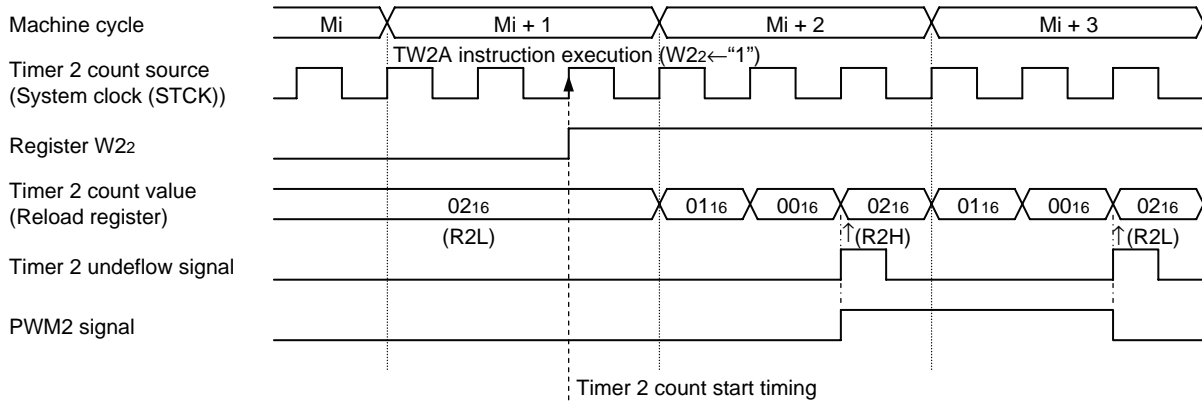 Machine cycle
Mi
Mi + 1
Mi + 2
Mi + 3
TW2A instruction execution (W22←“1”)
Timer 2 count source
(System clock (STCK))
Register W22
Timer 2 count value
(Reload register)
0216
0116
0016
0216
0116
0016
0216
(R2L)
↑(R2H)
↑(R2L)
Timer 2 undeflow signal
PWM2 signal
Timer 2 count start timing